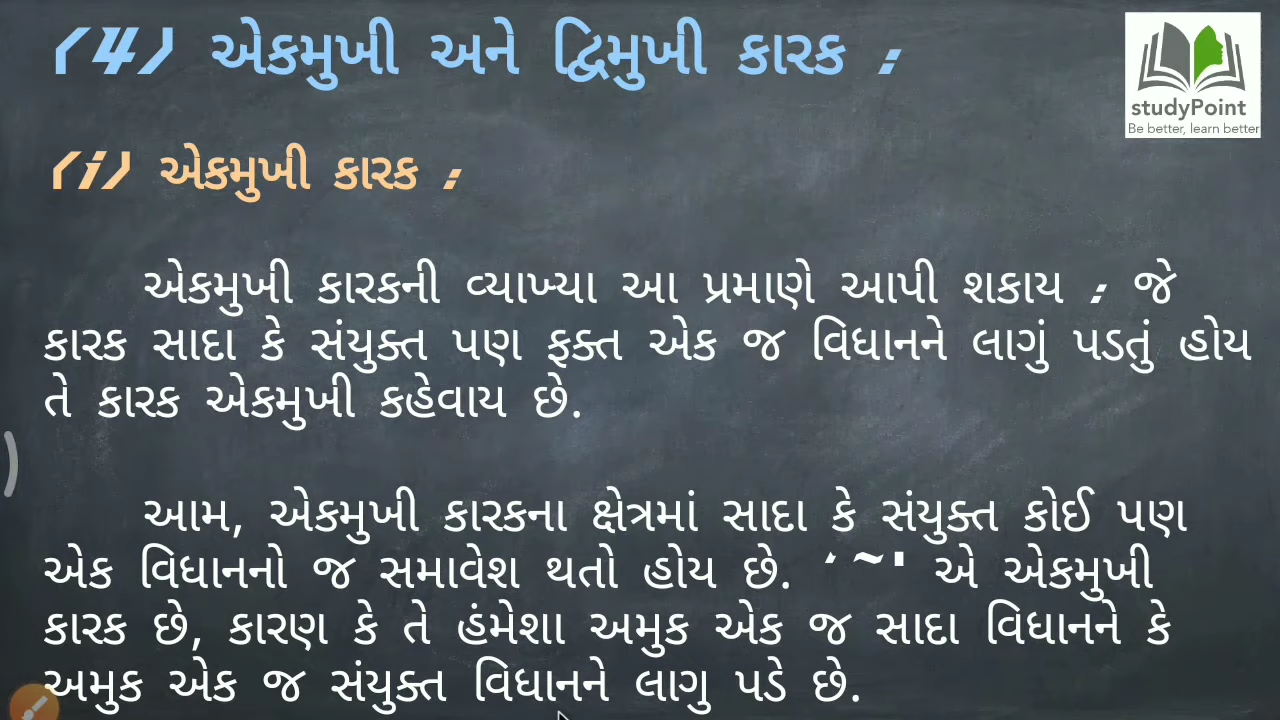 (4) એકમુખી અને દ્વિમુખી કારક :
studyPoint
Be better, learn better
(i) એકમુખી કારક :
એકમુખી કારકની વ્યાખ્યા આ પ્રમાણે આપી શકાય : જે
કારક સાદા કે સંયુક્ત પણ ફક્ત એક જ વિધાનને લાગું પડતું હોય
તે કારક એકમુખી કહેવાય છે.
આમ, એકમુખી કારકના ક્ષેત્રમાં સાદા કે સંયુક્ત કોઈ પણ
એક વિધાનનો જ સમાવેશ થતો હોય છે. ‘~' એ એકમુખી
કારક છે, કારણ કે તે હંમેશા અમુક એક જ સાદા વિધાનને કે
અમુક એક જ સંયુક્ત વિધાનને લાગુ પડે છે.